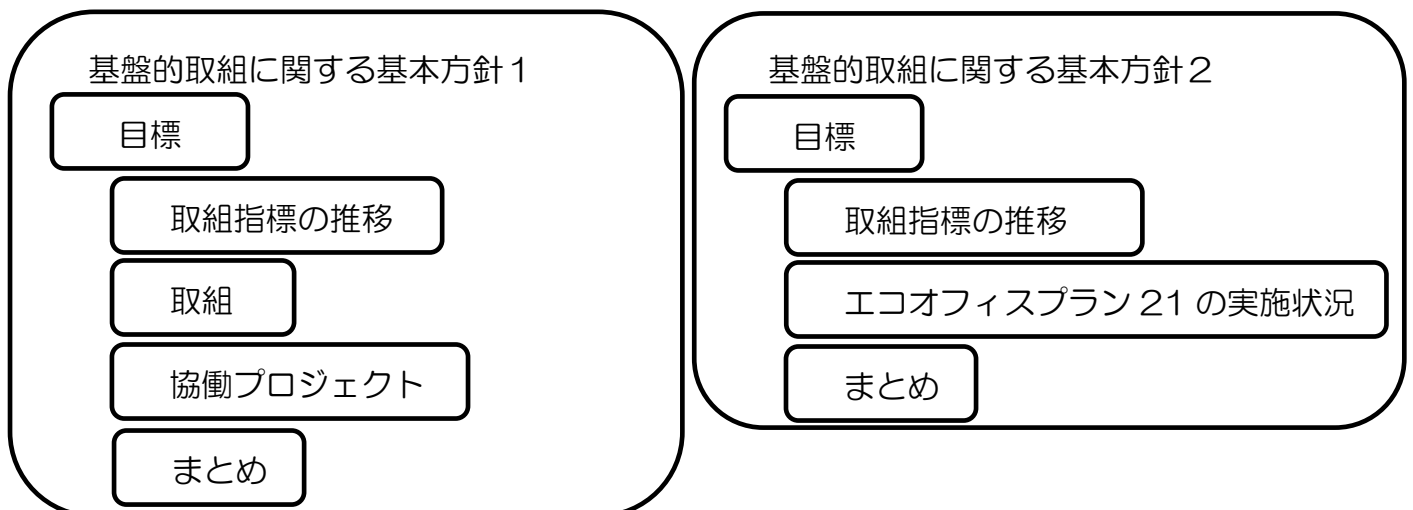 基盤的取組に関する基本方針1
目標
取組指標の推移
取組
協働プロジェクト
まとめ
基盤的取組に関する基本方針2
目標
取組指標の推移
エコオフィスプラン 21 の実施状況
まとめ